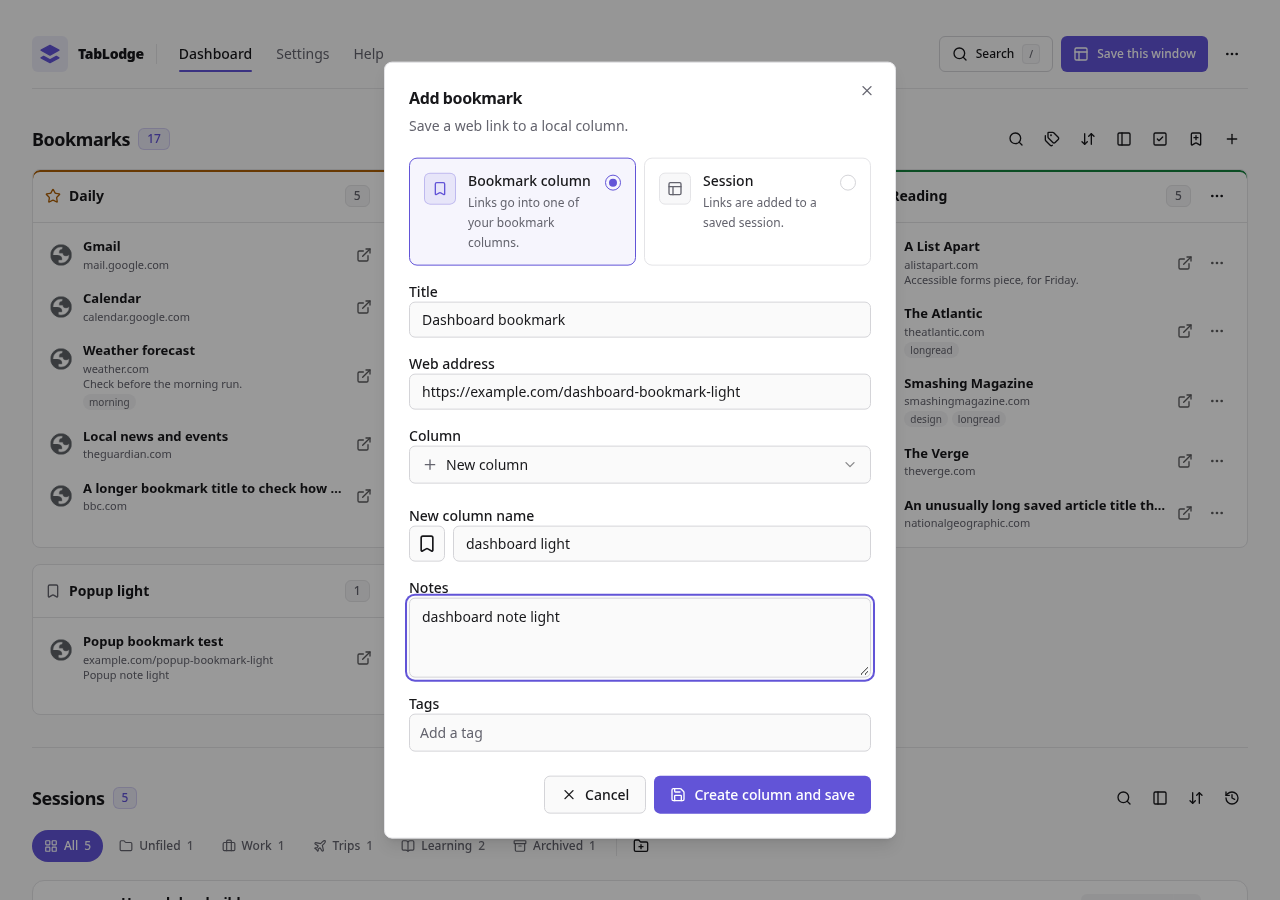 TabLodge
Dashboard
Settings
Help
Search /
Save this window
Bookmarks 17
Daily 5
Gmail
mail.google.com
Calendar
calendar.google.com
Weather forecast
weather.com
Check before the morning run.
morning
Local news and events
theguardian.com
A longer bookmark title to check how ...
bbc.com
Popup light 1
Popup bookmark test
example.com/popup-bookmark-light
Popup note light
Add bookmark
Save a web link to a local column.
Bookmark column
Links go into one of
your bookmark
columns.
Session
Links are added to a
saved session.
Title
Dashboard bookmark
Web address
https://example.com/dashboard-bookmark-light
Column
New column
New column name
dashboard light
Notes
dashboard note light
Tags
Add a tag
Cancel
Create column and save
Reading 5
A List Apart
alistapart.com
Accessible forms piece, for Friday.
The Atlantic
theatlantic.com
longread
Smashing Magazine
smashingmagazine.com
design longread
The Verge
theverge.com
An unusually long saved article title th...
nationalgeographic.com
Sessions 5
All 5
Unfiled 1
Work 1
Trips 1
Learning 2
Archived 1